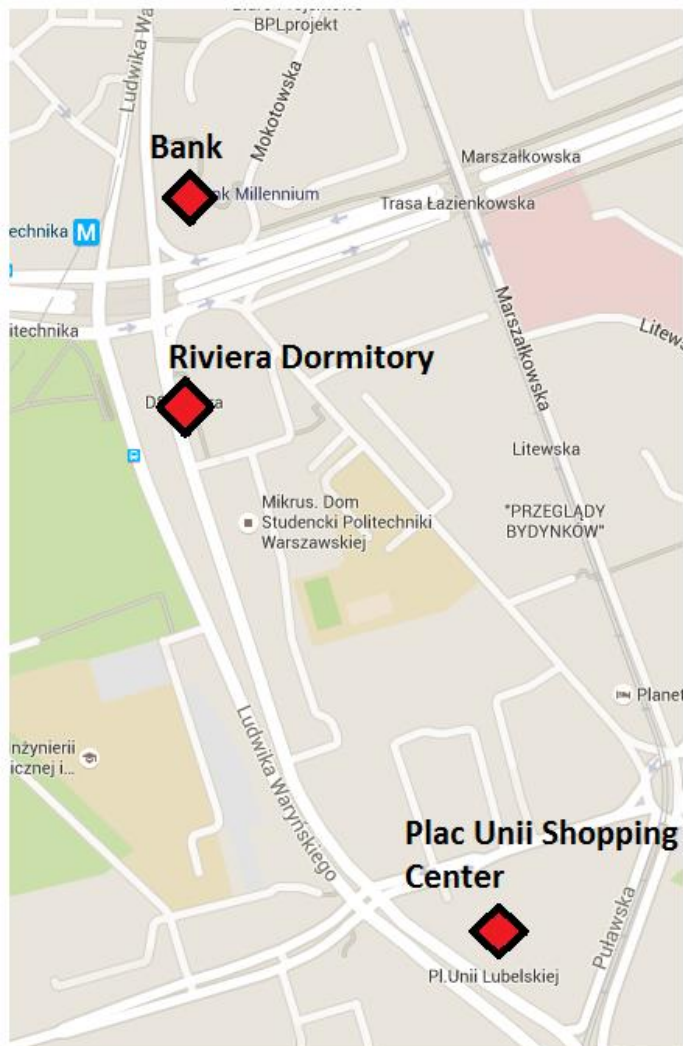 BPLprojekt
Ludwika Wa
Mokotowska
Bank
nk Millennium
Marszałkowska
Trasa Łazienkowska
echnika M
itechnika
Marszałkowska
Litews
Riviera Dormitory
Litewska
Mikrus. Dom
Studencki Politechniki
Warszawskiej
"PRZEGLĄDY
BYDYNKÓW"
Planet
nżynierii
icznej i...
Ludwika Waryńskiego
Plac Unii Shopping
Center
Puławska
Pl.Unii Lubelskiej